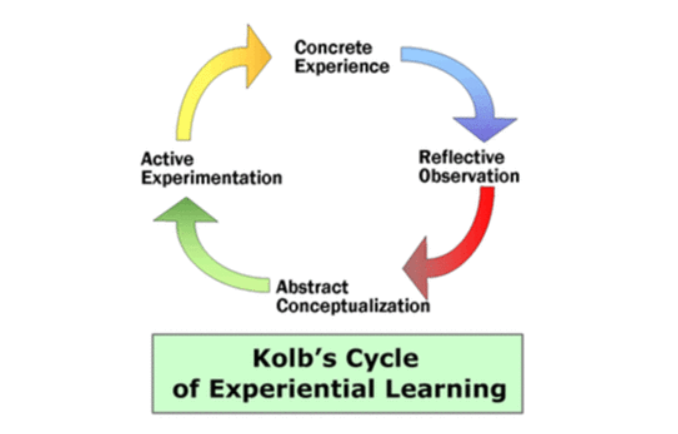 Concrete
Experience
Reflective
Observation
Abstract
Conceptualization
Active
Experimentation
Kolb's Cycle
of Experiential Learning